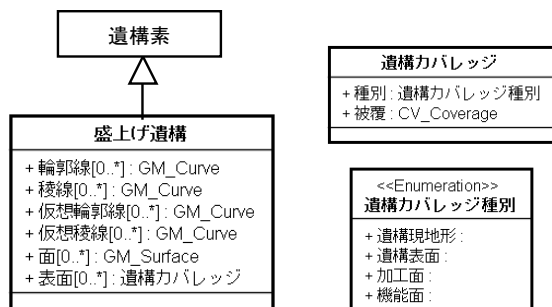 遺構素
盛上げ遺構
+ 輪郭線[0..*] : GM_Curve
+ 稜線[0..*] : GM_Curve
+ 仮想輪郭線[0..*] : GM_Curve
+ 仮想稜線[0..*] : GM_Curve
+ 面[0..*] : GM_Surface
+ 表面[0..*] : 遺構カバレッジ
遺構カバレッジ
+ 種別 : 遺構カバレッジ種別
+ 被覆 : CV_Coverage
<<Enumeration>>
遺構カバレッジ種別
+ 遺構現地形 :
+ 遺構表面 :
+ 加工面 :
+ 機能面 :